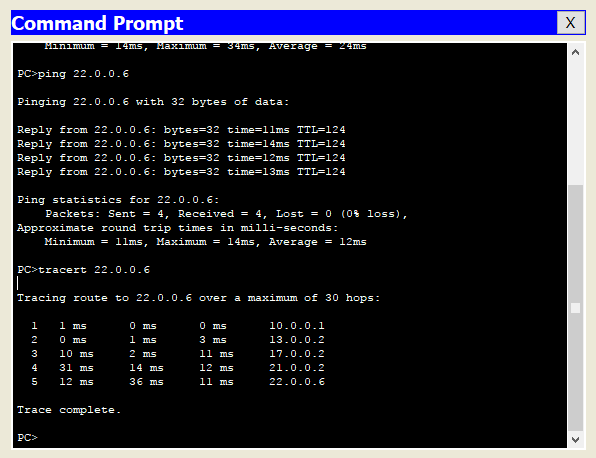 Command Prompt X
Minimum = 14ms, Maximum = 34ms, Average = 24ms
PC>ping 22.0.0.6
Pinging 22.0.0.6 with 32 bytes of data:
Reply from 22.0.0.6: bytes=32 time=11ms TTL=124
Reply from 22.0.0.6: bytes=32 time=14ms TTL=124
Reply from 22.0.0.6: bytes=32 time=12ms TTL=124
Reply from 22.0.0.6: bytes=32 time=13ms TTL=124
Ping statistics for 22.0.0.6:
Packets: Sent = 4, Received = 4, Lost = 0 (0% loss),
Approximate round trip times in milli-seconds:
Minimum = 11ms, Maximum = 14ms, Average = 12ms
PC>tracert 22.0.0.6
Tracing route to 22.0.0.6 over a maximum of 30 hops:
1 1 ms 0 ms 0 ms 10.0.0.1
2 0 ms 1 ms 3 ms 13.0.0.2
3 10 ms 2 ms 11 ms 17.0.0.2
4 31 ms 14 ms 12 ms 21.0.0.2
5 12 ms 36 ms 11 ms 22.0.0.6
Trace complete.
PC>